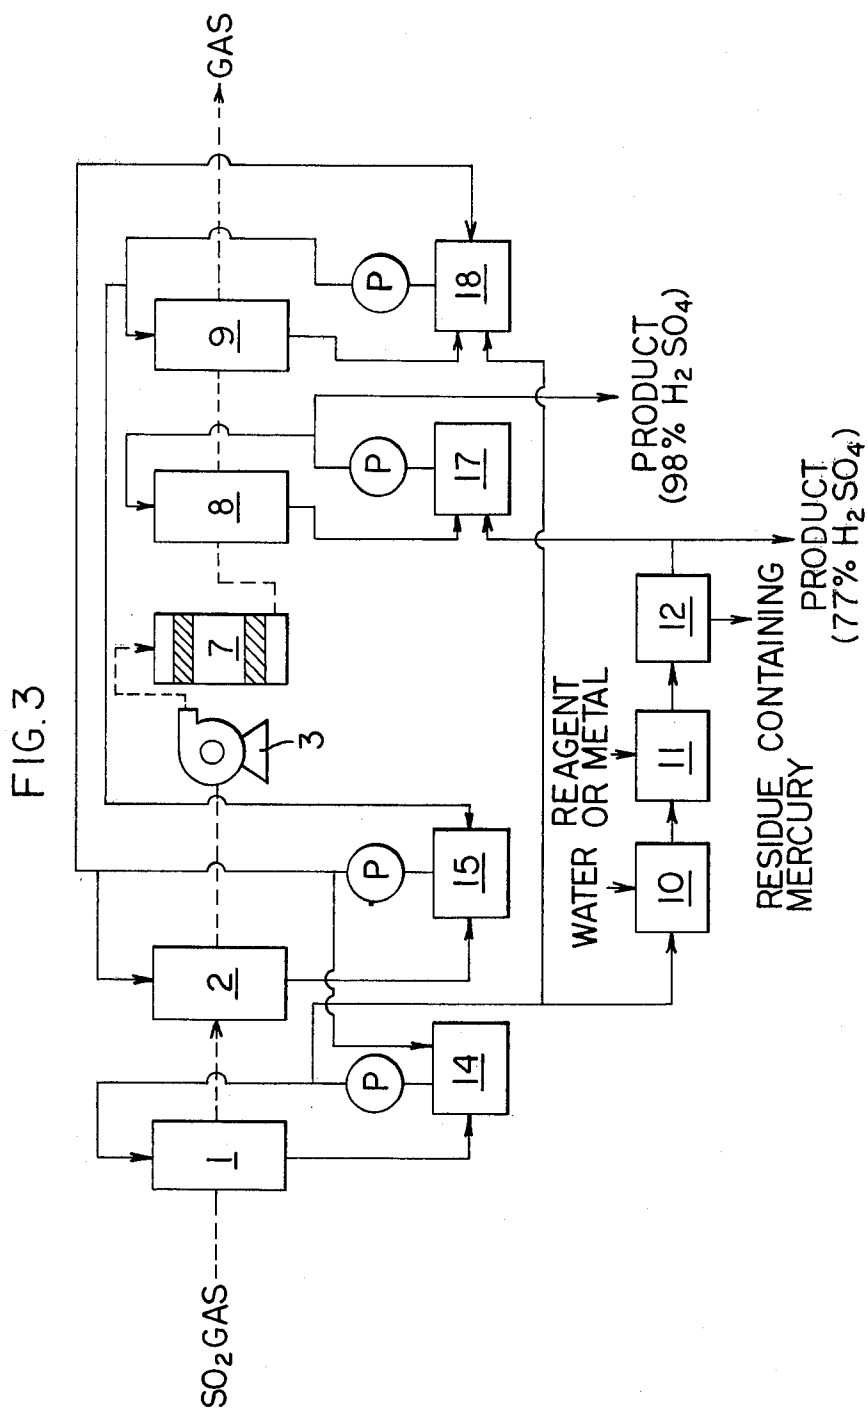 FIG.3
SO2 GAS
GAS
1
2
3
7
8
9
P
P
P
P
14
15
17
18
WATER
REAGENT
OR METAL
10
11
12
RESIDUE CONTAINING
MERCURY
PRODUCT
(98% H2 SO4)
PRODUCT
(77% H2 SO4)